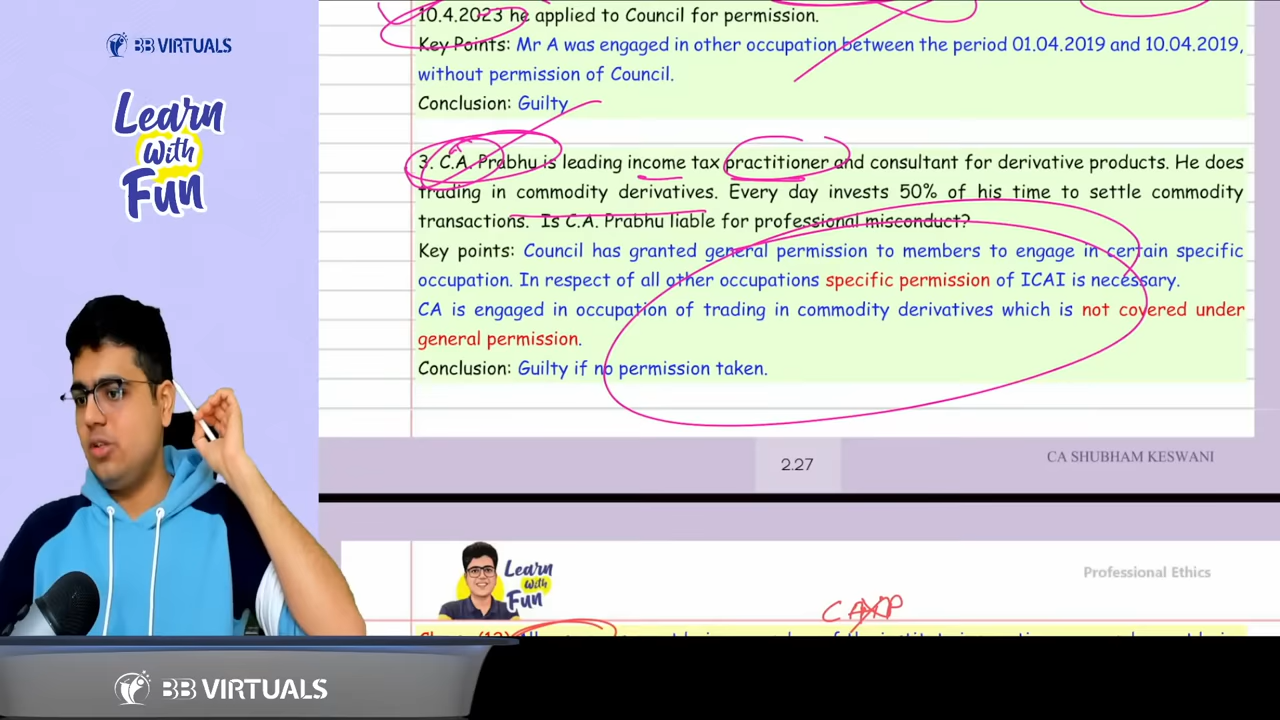 BB VIRTUALS
Learn
With
Fun
10.4.2023 he applied to Council for permission.
Key Points: Mr A was engaged in other occupation between the period 01.04.2019 and 10.04.2019,
without permission of Council.
Conclusion: Guilty
3. C.A. Prabhu is leading income tax practitioner and consultant for derivative products. He does
trading in commodity derivatives. Every day invests 50% of his time to settle commodity
transactions. Is C.A. Prabhu liable for professional misconduct?
Key points: Council has granted general permission to members to engage in certain specific
occupation. In respect of all other occupations specific permission of ICAI is necessary.
CA is engaged in occupation of trading in commodity derivatives which is not covered under
general permission.
Conclusion: Guilty if no permission taken.
2.27
CA SHUBHAM KESWANI
Learn
With
Fun
Professional Ethics
BB VIRTUALS